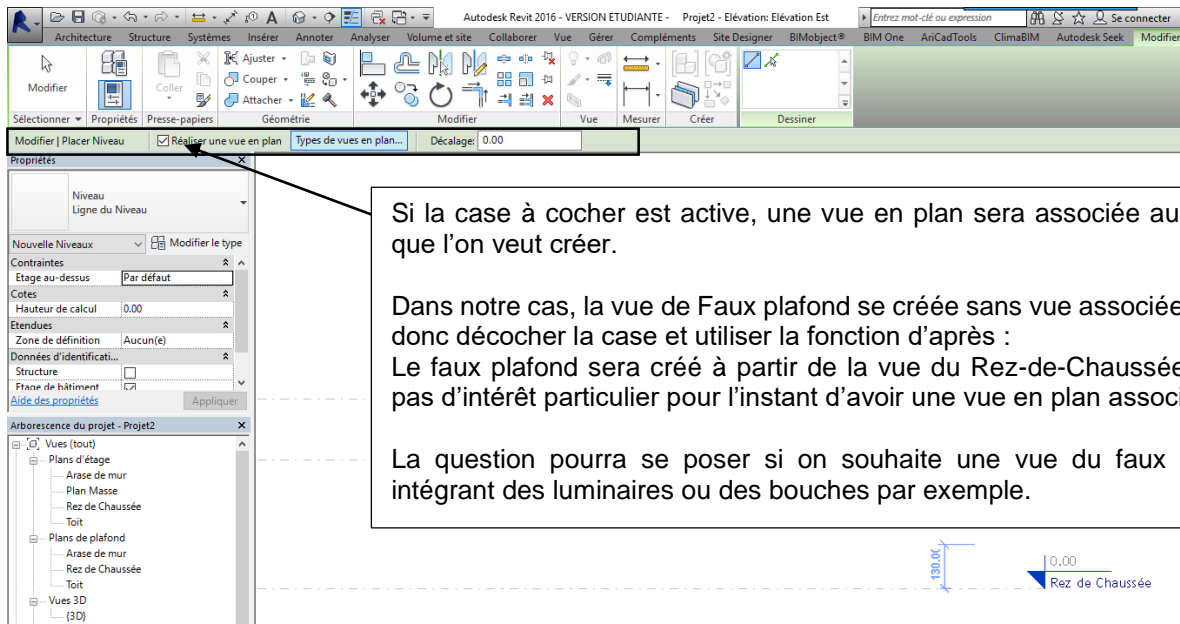 Autodesk Revit 2016 - VERSION ETUDIANTE - Projet2 - Elévation: Elévation Est
Entrez mot-clé ou expression
Se connecter
Architecture Structure Systèmes Insérer Annoter Analyser Volume et site Collaborer Vue Gérer Compléments Site Designer BIMobject® BIM One AriCadTools ClimaBIM Autodesk Seek Modifier
Modifier
Coller
Ajuster
Couper
Attacher
Sélectionner Propriétés Presse-papiers Géométrie Modifier Vue Mesurer Créer Dessiner
Modifier | Placer Niveau Réaliser une vue en plan Types de vues en plan... Décalage: 0.00
Propriétés
Niveau
Ligne du Niveau
Nouvelle Niveaux Modifier le type
Contraintes
Etage au-dessus Par défaut
Cotes
Hauteur de calcul 0.00
Etendues
Zone de définition Aucun(e)
Données d'identificati...
Structure
Etage de bâtiment
Aide des propriétés Appliquer
Arborescence du projet - Projet2
Vues (tout)
Plans d'étage
Arase de mur
Plan Masse
Rez de Chaussée
Toit
Plans de plafond
Arase de mur
Rez de Chaussée
Toit
Vues 3D
{3D}
Si la case à cocher est active, une vue en plan sera associée au
que l'on veut créer.
Dans notre cas, la vue de Faux plafond se créée sans vue associée
donc décocher la case et utiliser la fonction d'après :
Le faux plafond sera créé à partir de la vue du Rez-de-Chaussée
pas d'intérêt particulier pour l'instant d'avoir une vue en plan associ
La question pourra se poser si on souhaite une vue du faux
intégrant des luminaires ou des bouches par exemple.
130.00
0.00
Rez de Chaussée